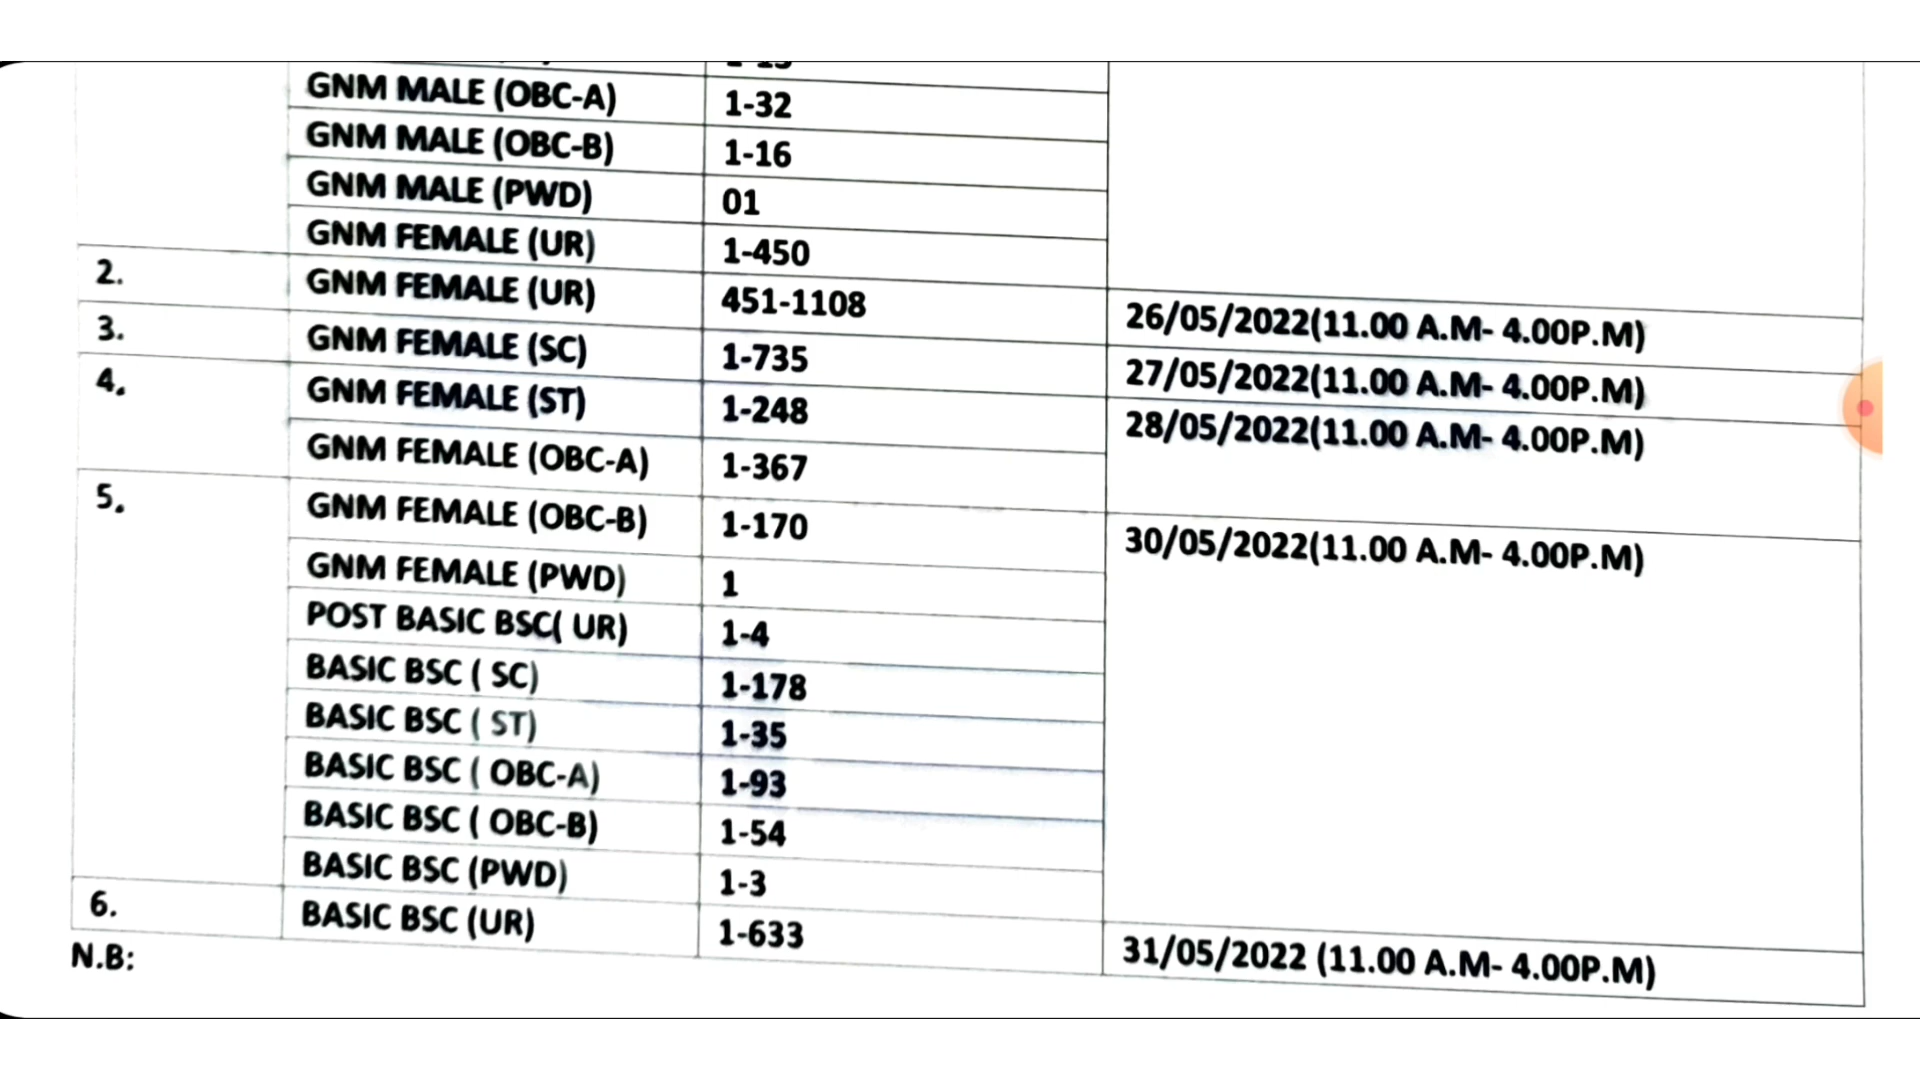 GNM MALE (OBC-A) 1-32
GNM MALE (OBC-B) 1-16
GNM MALE (PWD) 01
GNM FEMALE (UR) 1-450
2. GNM FEMALE (UR) 451-1108 26/05/2022(11.00 A.M- 4.00P.M)
3. GNM FEMALE (SC) 1-735 27/05/2022(11.00 A.M- 4.00P.M)
4. GNM FEMALE (ST) 1-248 28/05/2022(11.00 A.M- 4.00P.M)
GNM FEMALE (OBC-A) 1-367
5. GNM FEMALE (OBC-B) 1-170 30/05/2022(11.00 A.M- 4.00P.M)
GNM FEMALE (PWD) 1
POST BASIC BSC( UR) 1-4
BASIC BSC ( SC) 1-178
BASIC BSC ( ST) 1-35
BASIC BSC ( OBC-A) 1-93
BASIC BSC ( OBC-B) 1-54
BASIC BSC (PWD) 1-3
6. BASIC BSC (UR) 1-633 31/05/2022 (11.00 A.M- 4.00P.M)
N.B: